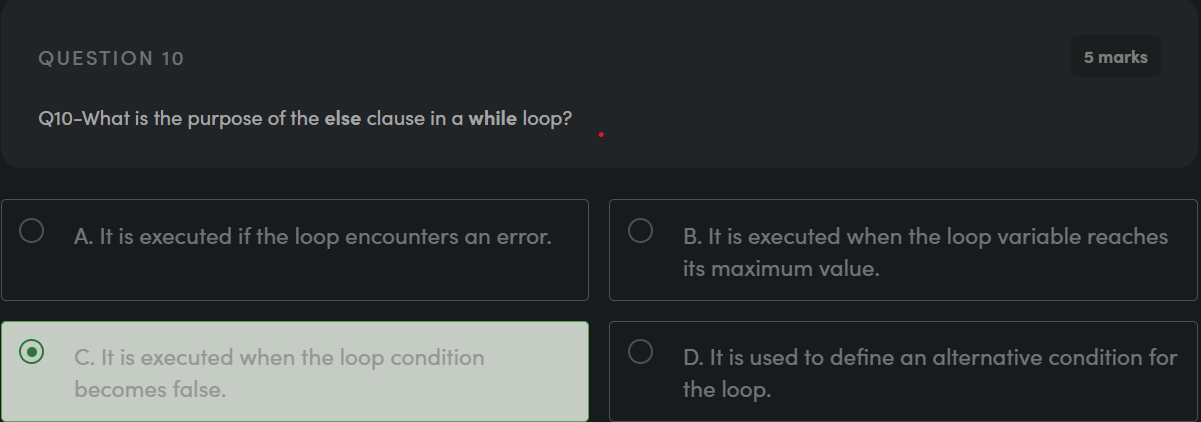 QUESTION 10
5 marks
Q10-What is the purpose of the else clause in a while loop?
A. It is executed if the loop encounters an error.
B. It is executed when the loop variable reaches
its maximum value.
C. It is executed when the loop condition
becomes false.
D. It is used to define an alternative condition for
the loop.